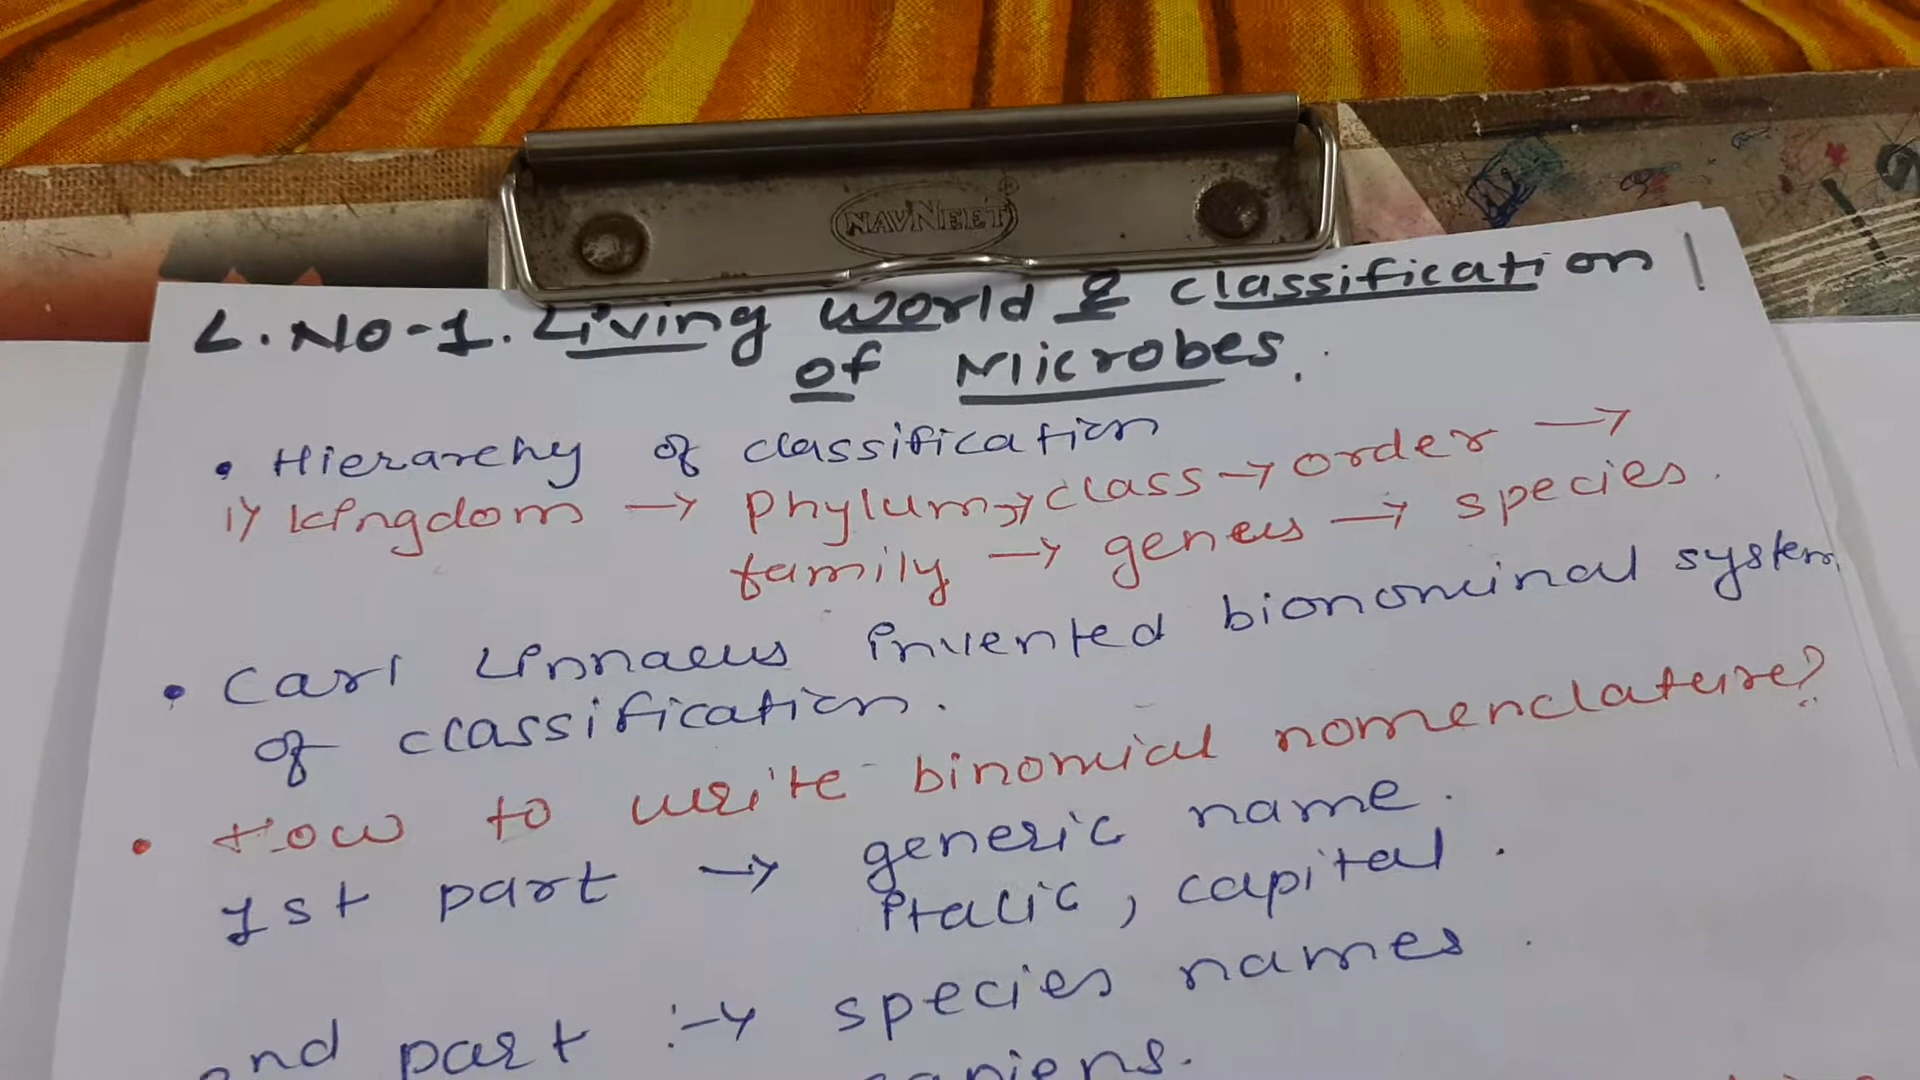 NAVNEET
L. No-1. Living world & classification
of Microbes.
• Hierarchy of classification
1) Kingdom → Phylum → class → order →
family → genus → species.
• Carl Linnaeus invented bionominal system
of classification.
• How to write binomial nomenclature?
1st part → generic name.
Italic, capital.
2nd part :→ species names
sapiens.